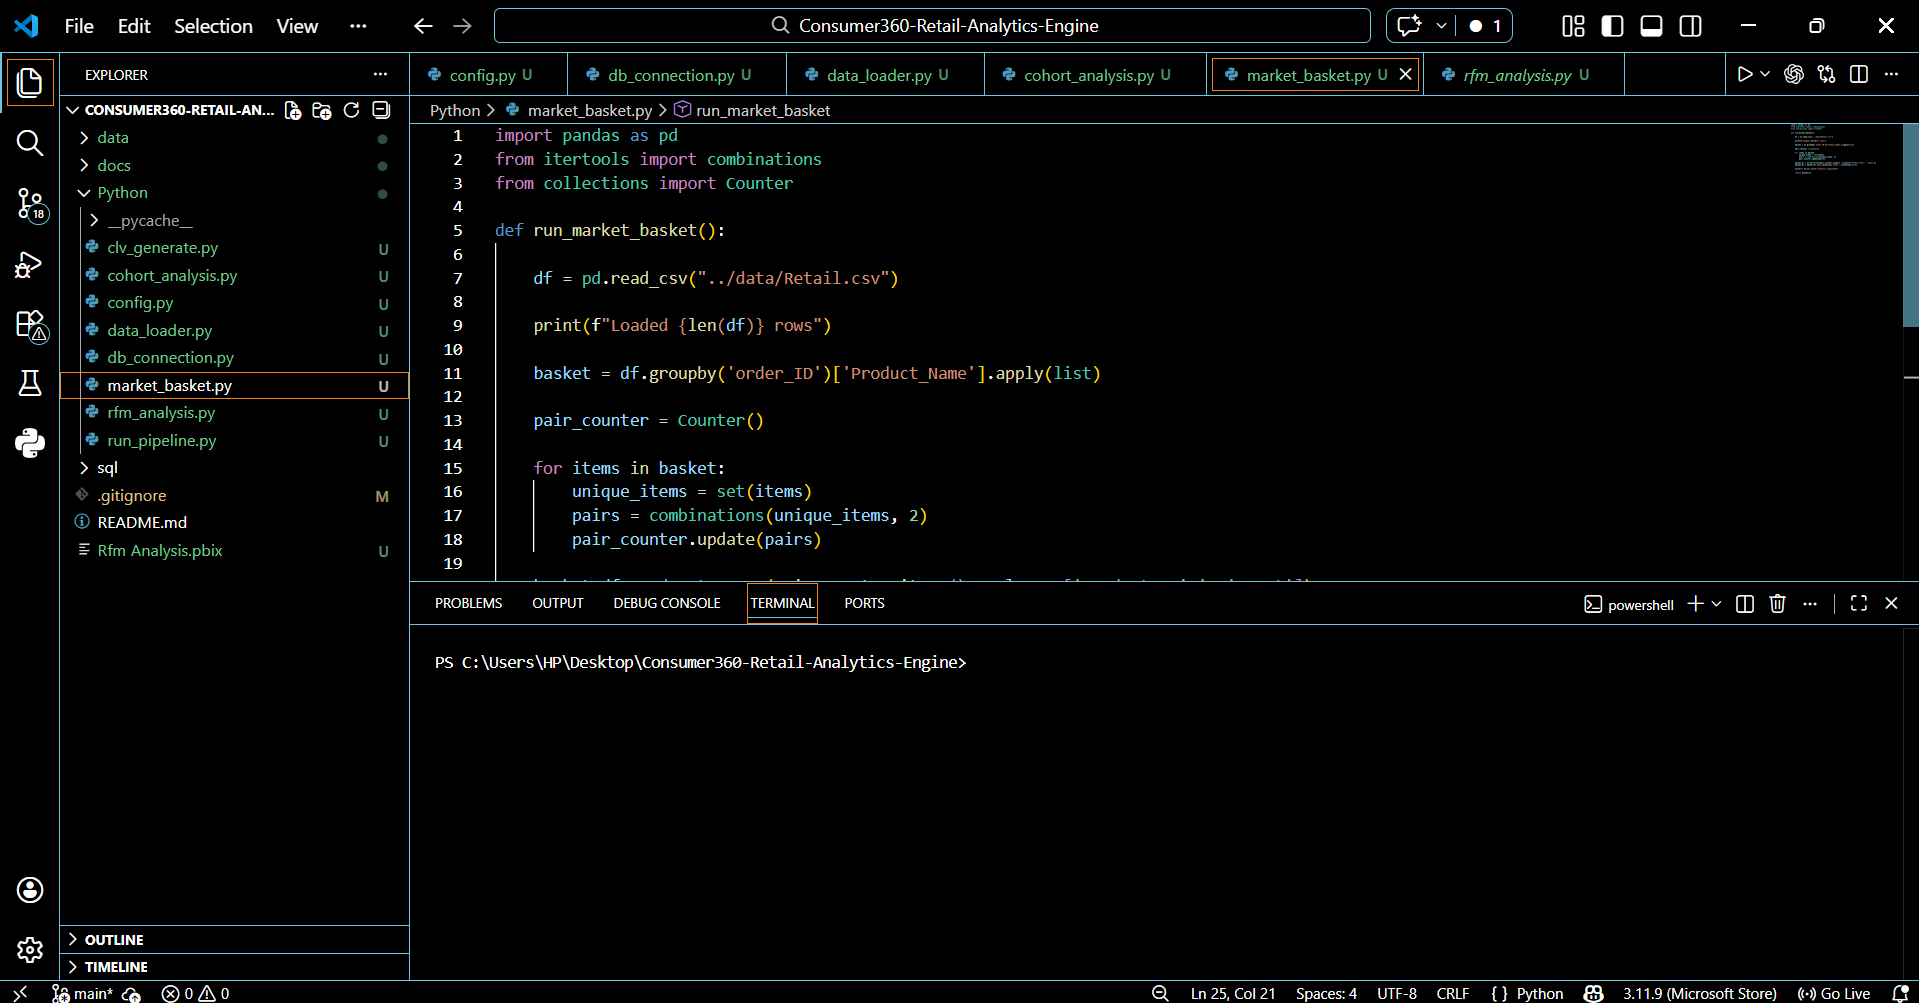 File Edit Selection View ··· Consumer360-Retail-Analytics-Engine 1
EXPLORER ···
config.py U db_connection.py U data_loader.py U cohort_analysis.py U market_basket.py U rfm_analysis.py U
CONSUMER360-RETAIL-AN...
data
docs
Python
__pycache__
clv_generate.py U
cohort_analysis.py U
config.py U
data_loader.py U
db_connection.py U
market_basket.py U
rfm_analysis.py U
run_pipeline.py U
sql
.gitignore M
README.md
Rfm Analysis.pbix U
OUTLINE
TIMELINE
18
Python > market_basket.py > run_market_basket
1 import pandas as pd
2 from itertools import combinations
3 from collections import Counter
4
5 def run_market_basket():
6
7 df = pd.read_csv("../data/Retail.csv")
8
9 print(f"Loaded {len(df)} rows")
10
11 basket = df.groupby('order_ID')['Product_Name'].apply(list)
12
13 pair_counter = Counter()
14
15 for items in basket:
16 unique_items = set(items)
17 pairs = combinations(unique_items, 2)
18 pair_counter.update(pairs)
19
PROBLEMS OUTPUT DEBUG CONSOLE TERMINAL PORTS powershell
PS C:\Users\HP\Desktop\Consumer360-Retail-Analytics-Engine>
main* 0 0 Ln 25, Col 21 Spaces: 4 UTF-8 CRLF { } Python 3.11.9 (Microsoft Store) Go Live